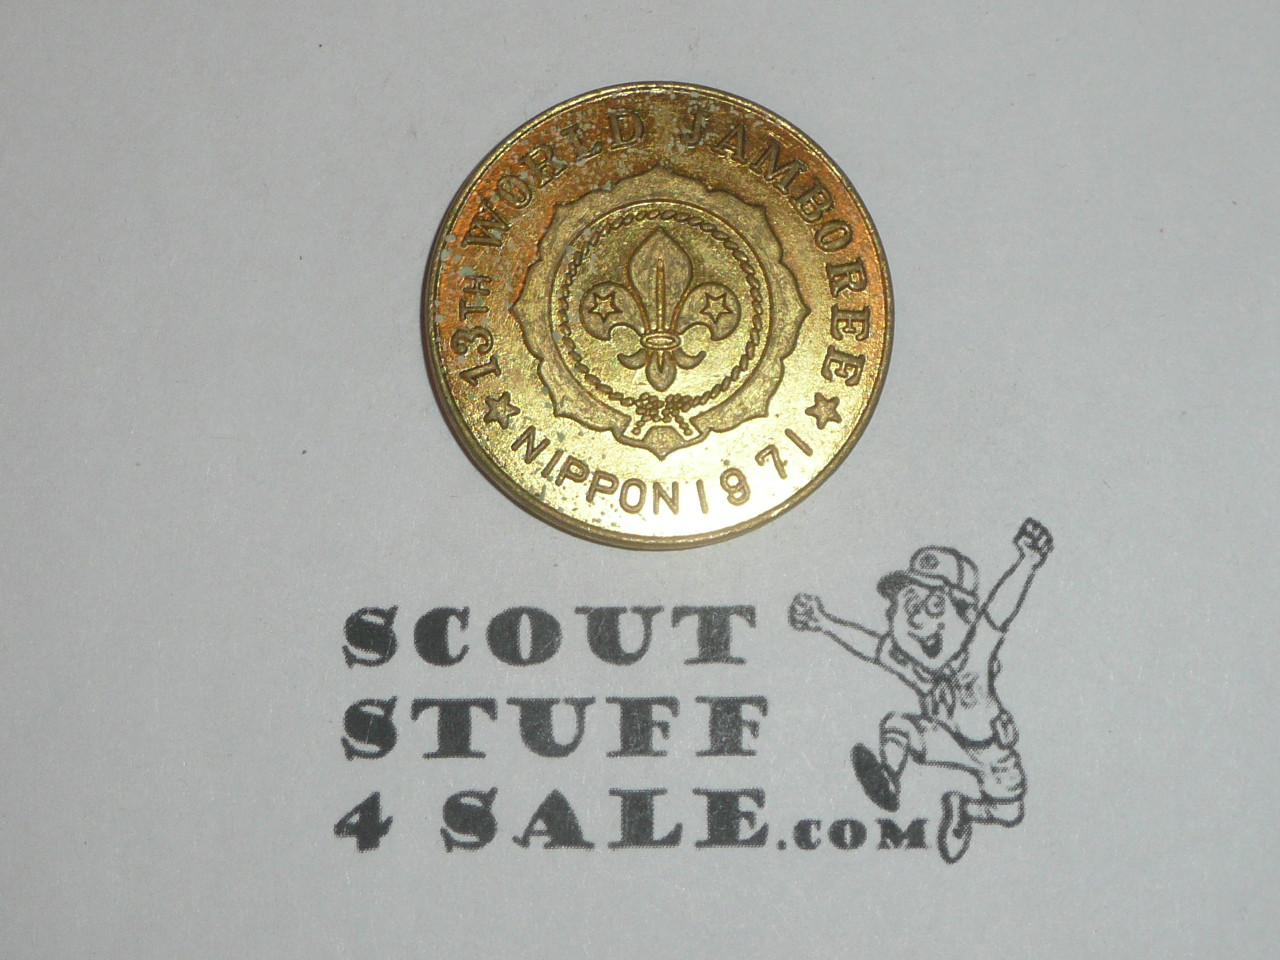 13TH WORLD JAMBOREE
NIPPON 1971
SCOUT
STUFF
4 SALE.COM